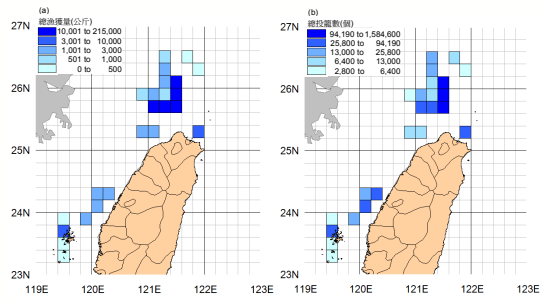 (a)
總漁獲量(公斤)
10,001 to 215,000
3,001 to 10,000
1,001 to 3,000
501 to 1,000
0 to 500
27N
26N
25N
24N
23N
119E 120E 121E 122E 123E
(b)
總投籠數(個)
94,190 to 1,584,600
25,800 to 94,190
13,000 to 25,800
6,400 to 13,000
2,800 to 6,400
27N
26N
25N
24N
23N
119E 120E 121E 122E 123E